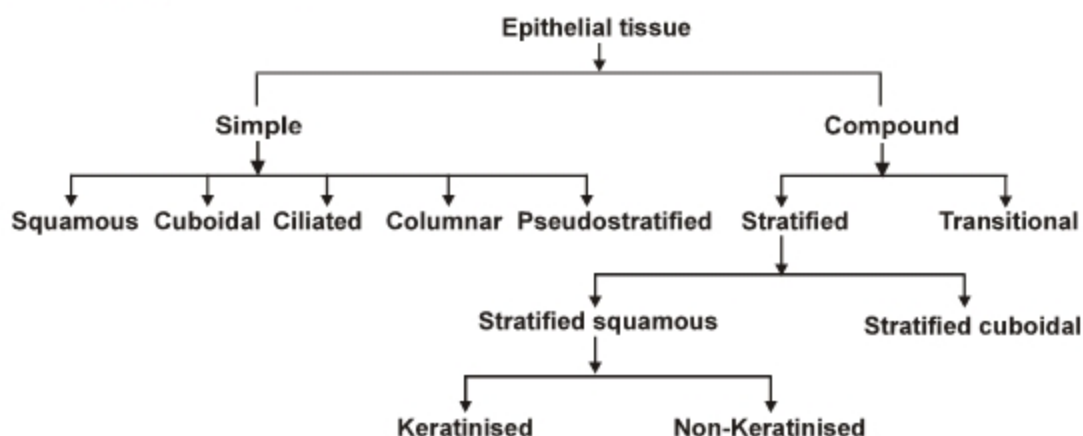 Epithelial tissue
Simple Compound
Squamous Cuboidal Ciliated Columnar Pseudostratified Stratified Transitional
Stratified squamous Stratified cuboidal
Keratinised Non-Keratinised